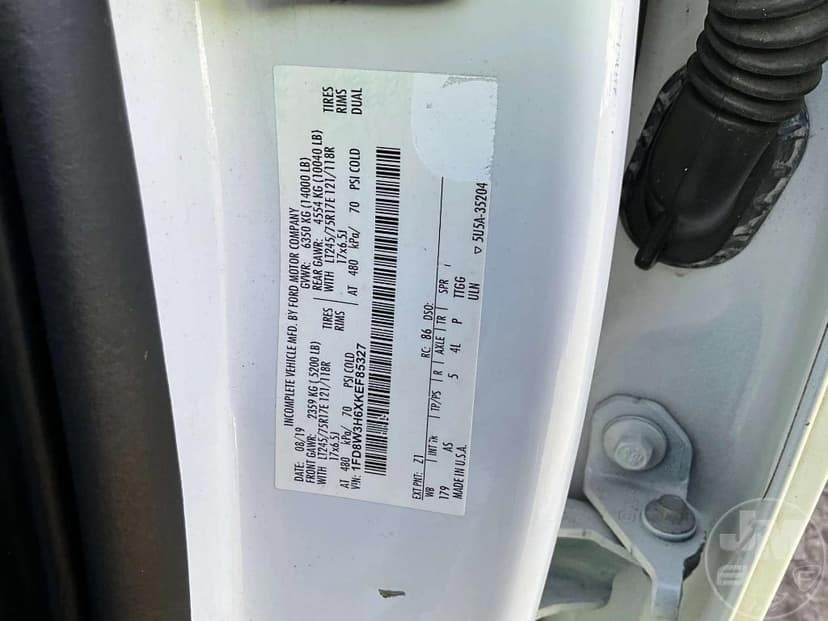 INCOMPLETE VEHICLE MFD. BY FORD MOTOR COMPANY
DATE: 08/19 GVWR: 6350 KG (14000 LB)
FRONT GAWR: 2359 KG (5200 LB) REAR GAWR: 4554 KG (10040 LB)
WITH LT245/75R17E 121/118R TIRES WITH LT245/75R17E 121/118R TIRES
17x6.5J RIMS 17x6.5J RIMS
AT 480 kPa/ 70 PSI COLD AT 480 kPa/ 70 PSI COLD DUAL
VIN: 1FD8W3H6XKEF85327
EXT PNT: Z1 RC: 86 DSO:
WB INT TR TP/PS R AXLE TR SPR
179 AS 5 4L P TTGG
MADE IN U.S.A. ULN
▽ 5U5A-35204
JM